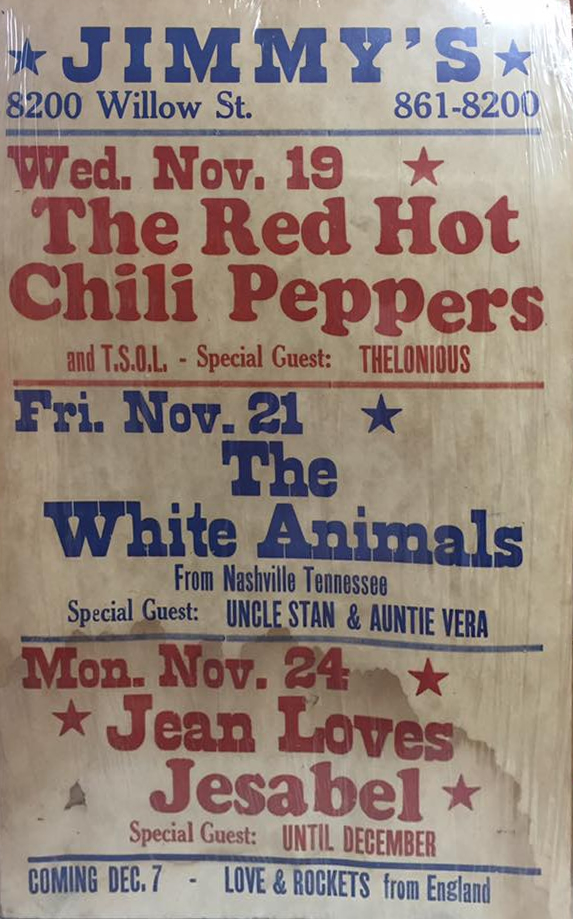 JIMMY'S
8200 Willow St. 861-8200
Wed. Nov. 19
The Red Hot
Chili Peppers
and T.S.O.L. - Special Guest: THELONIOUS
Fri. Nov. 21
The
White Animals
From Nashville Tennessee
Special Guest: UNCLE STAN & AUNTIE VERA
Mon. Nov. 24
Jean Loves
Jesabel
Special Guest: UNTIL DECEMBER
COMING DEC. 7 - LOVE & ROCKETS from England